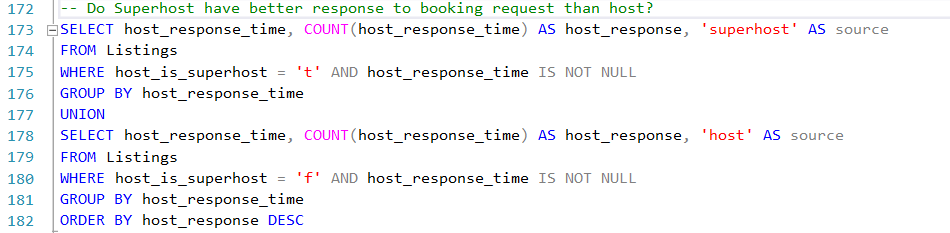 172 -- Do Superhost have better response to booking request than host?
173 SELECT host_response_time, COUNT(host_response_time) AS host_response, 'superhost' AS source
174 FROM Listings
175 WHERE host_is_superhost = 't' AND host_response_time IS NOT NULL
176 GROUP BY host_response_time
177 UNION
178 SELECT host_response_time, COUNT(host_response_time) AS host_response, 'host' AS source
179 FROM Listings
180 WHERE host_is_superhost = 'f' AND host_response_time IS NOT NULL
181 GROUP BY host_response_time
182 ORDER BY host_response DESC